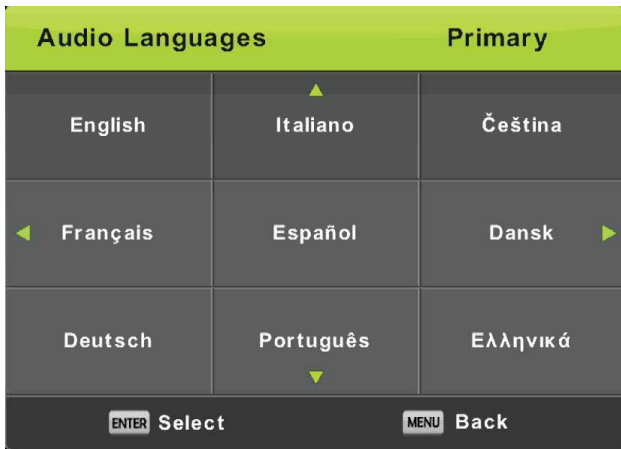 Audio Languages Primary
English Italiano Čeština
Français Español Dansk
Deutsch Português Ελληνικά
ENTER Select MENU Back